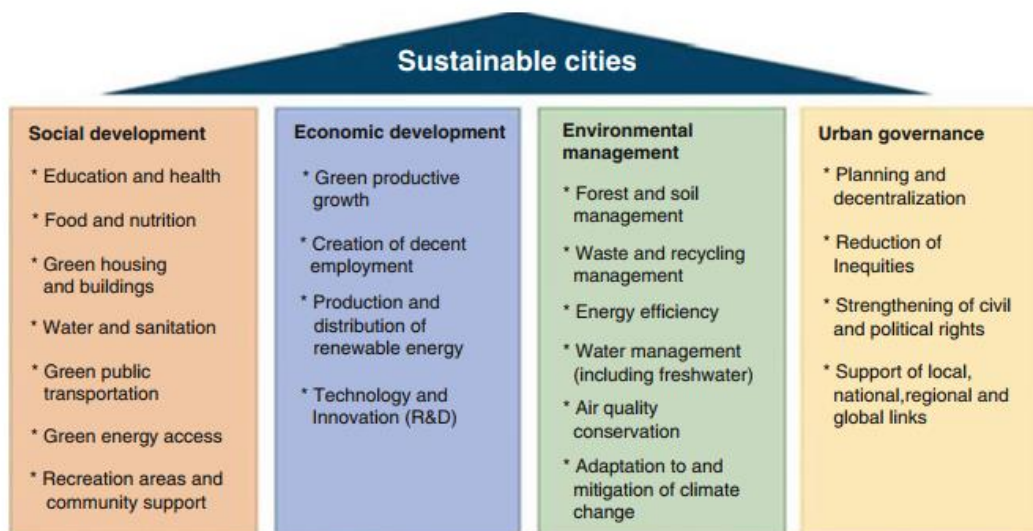 Sustainable cities
Social development
* Education and health
* Food and nutrition
* Green housing
and buildings
* Water and sanitation
* Green public
transportation
* Green energy access
* Recreation areas and
community support
Economic development
* Green productive
growth
* Creation of decent
employment
* Production and
distribution of
renewable energy
* Technology and
Innovation (R&D)
Environmental
management
* Forest and soil
management
* Waste and recycling
management
* Energy efficiency
* Water management
(including freshwater)
* Air quality
conservation
* Adaptation to and
mitigation of climate
change
Urban governance
* Planning and
decentralization
* Reduction of
Inequities
* Strengthening of civil
and political rights
* Support of local,
national,regional and
global links